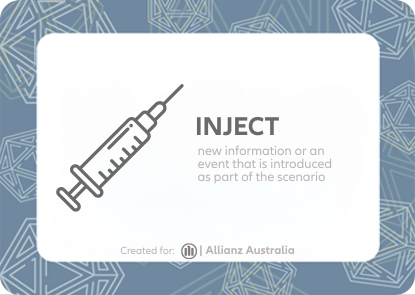 INJECT
new information or an
event that is introduced
as part of the scenario
Created for: | Allianz Australia